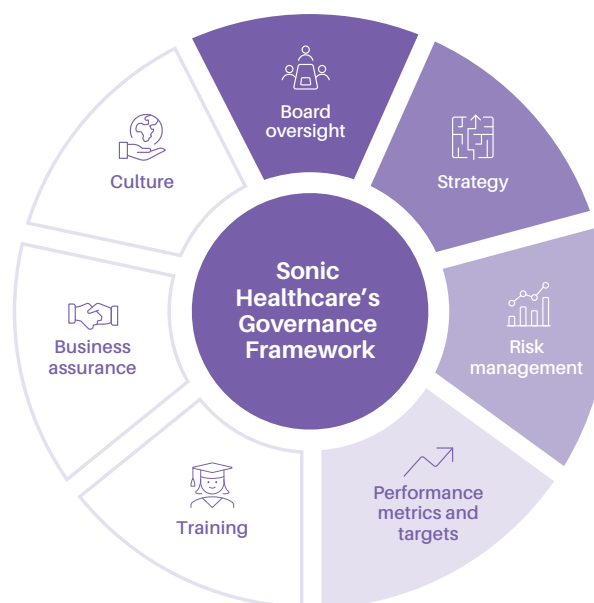 Board
oversight
Strategy
Risk
management
Performance
metrics and
targets
Training
Business
assurance
Culture
Sonic
Healthcare's
Governance
Framework